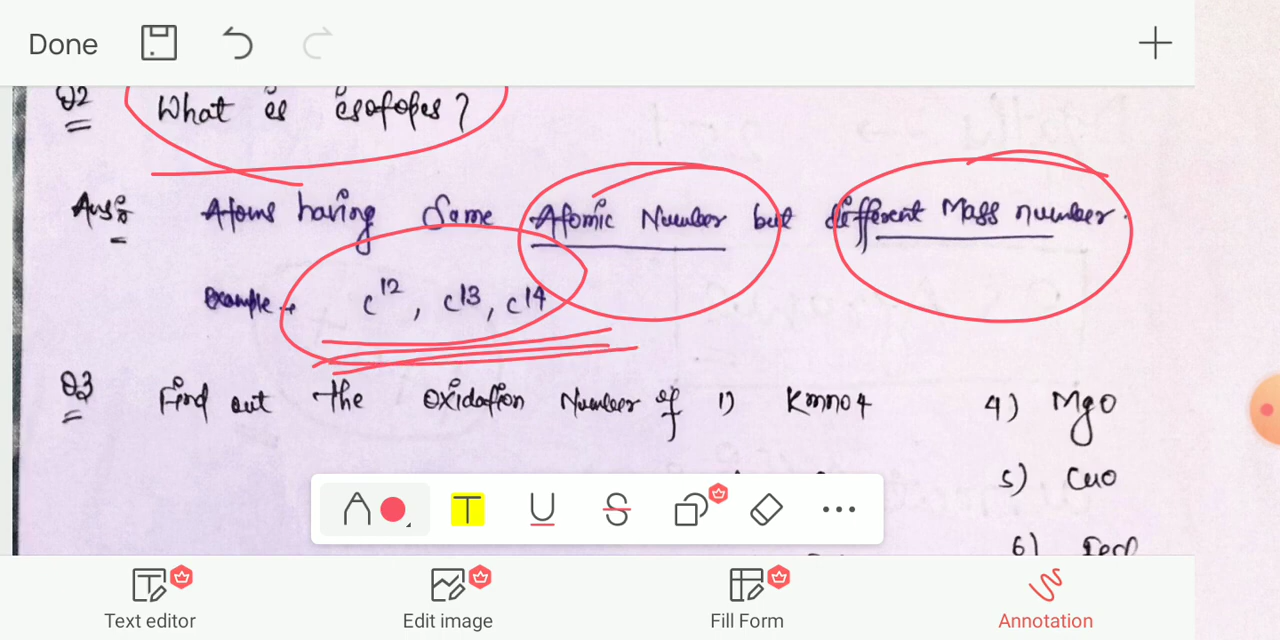 Done
Q2 What is isotopes?
Ans:- Atoms having Same Atomic Number but different Mass number.
Example → C12, C13, C14
Q3 Find out the Oxidation Number of 1) Kmno4 4) MgO
5) CuO
6)
Text editor Edit image Fill Form Annotation